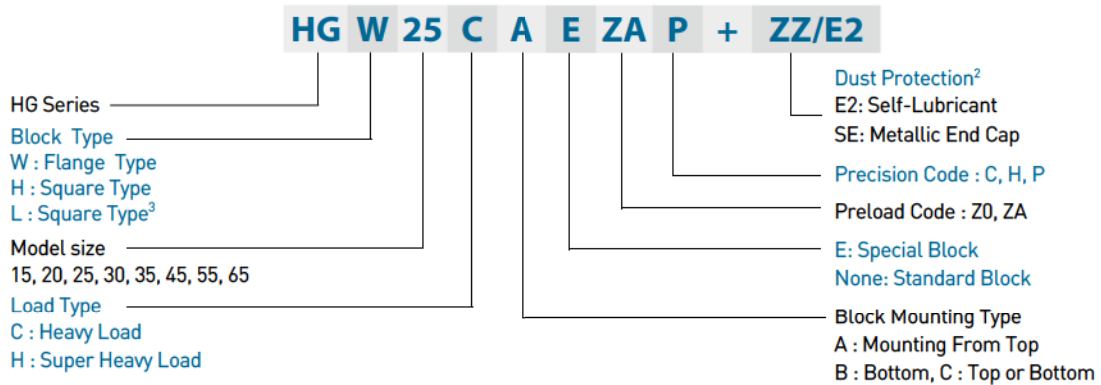 HG W 25 C A E ZA P + ZZ/E2
HG Series
Block Type
W : Flange Type
H : Square Type
L : Square Type³
Model size
15, 20, 25, 30, 35, 45, 55, 65
Load Type
C : Heavy Load
H : Super Heavy Load
Dust Protection²
E2: Self-Lubricant
SE: Metallic End Cap
Precision Code : C, H, P
Preload Code : Z0, ZA
E: Special Block
None: Standard Block
Block Mounting Type
A : Mounting From Top
B : Bottom, C : Top or Bottom